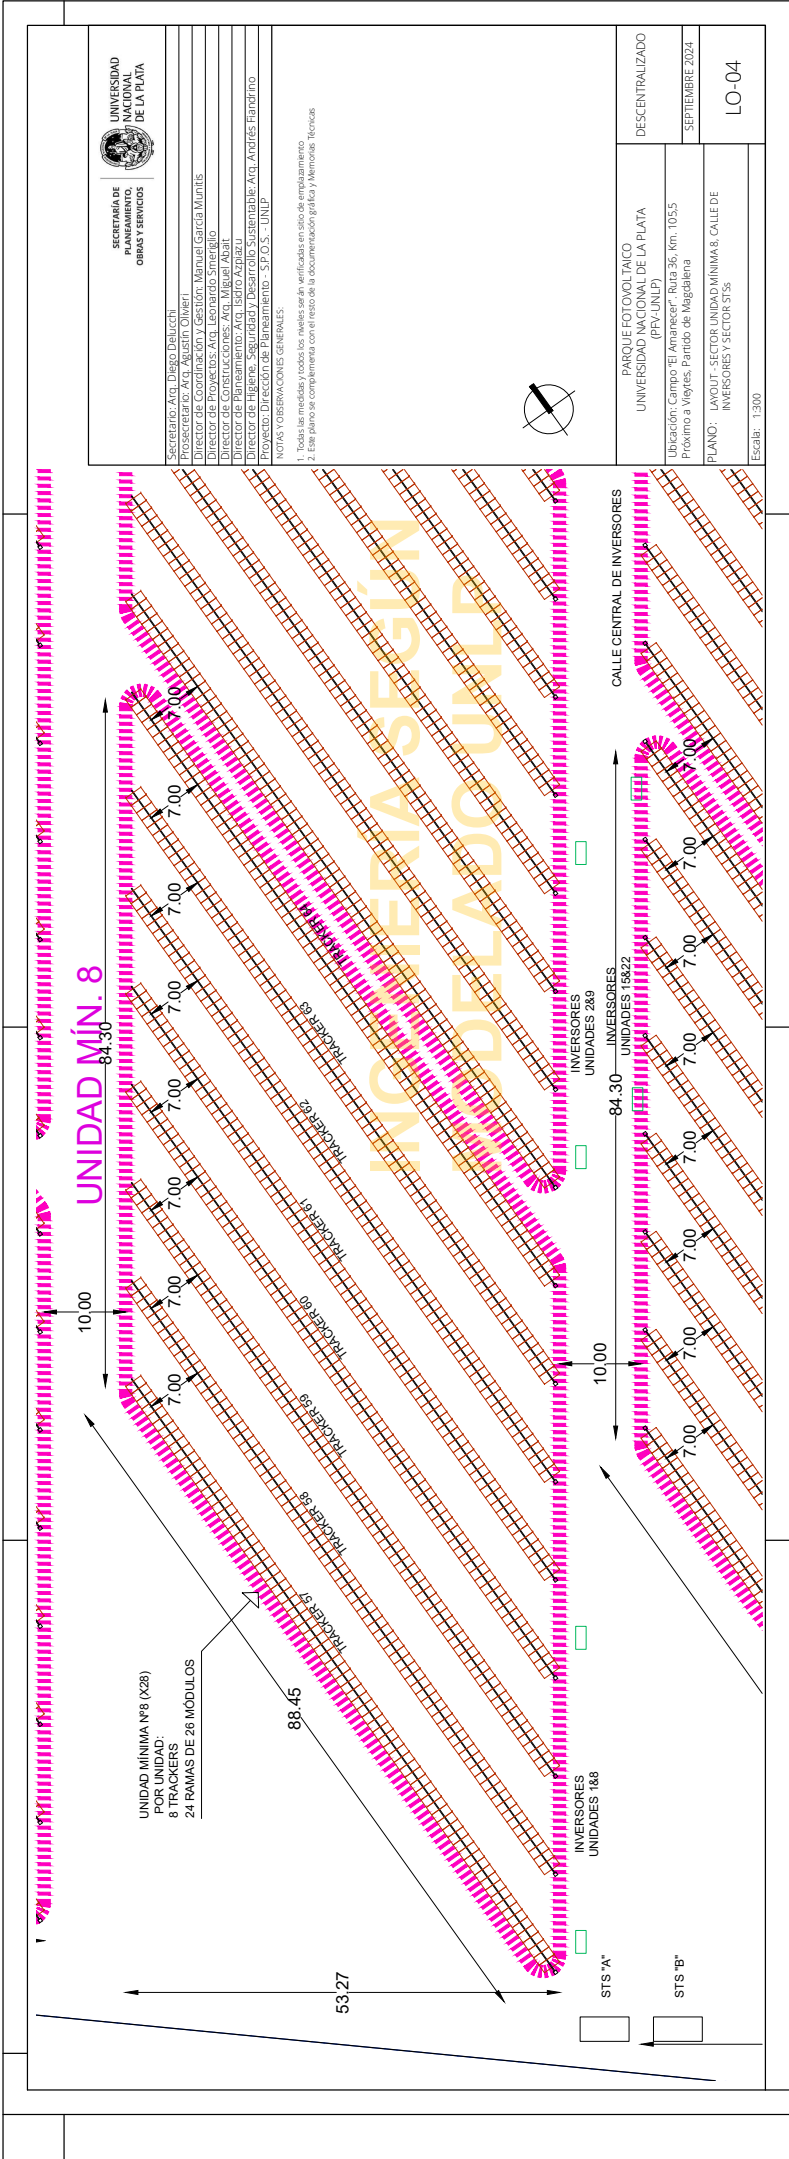 SECRETARÍA DE
PLANEAMIENTO,
OBRAS Y SERVICIOS
UNIVERSIDAD
NACIONAL
DE LA PLATA
Secretario: Arq. Diego Delucchi
Prosecretario: Arq. Agustín Olivieri
Director de Coordinación y Gestión: Manuel García Munitis
Director de Proyectos: Arq. Leonardo Smeriglio
Director de Construcciones: Arq. Miguel Abait
Director de Planeamiento: Arq. Isidro Azpiazu
Director de Higiene, Seguridad y Desarrollo Sustentable: Arq. Andrés Fiandrino
Proyecto: Dirección de Planeamiento - S.P.O.S. - UNLP
NOTAS Y OBSERVACIONES GENERALES:
1. Todas las medidas y todos los niveles serán verificadas en sitio de emplazamiento
2. Este plano se complementa con el resto de la documentación gráfica y Memorias Técnicas
PARQUE FOTOVOLTAICO
UNIVERSIDAD NACIONAL DE LA PLATA
(PFV-UNLP)
DESCENTRALIZADO
Ubicación: Campo "El Amanecer". Ruta 36, Km. 105,5
Próximo a Vieytes, Partido de Magdalena
SEPTIEMBRE 2024
PLANO: LAYOUT - SECTOR UNIDAD MÍNIMA 8, CALLE DE
INVERSORES Y SECTOR STSs
LO-04
Escala: 1:300
UNIDAD MÍN. 8
84.30
10.00
7.00
7.00
7.00
7.00
7.00
7.00
7.00
UNIDAD MÍNIMA Nº8 (X28)
POR UNIDAD:
8 TRACKERS
24 RAMAS DE 26 MÓDULOS
88.45
53.27
TRACKER 57
TRACKER 58
TRACKER 59
TRACKER 60
TRACKER 61
TRACKER 62
TRACKER 63
TRACKER 64
INGENIERÍA SEGÚN
MODELADO UNLP
INVERSORES
UNIDADES 1&8
INVERSORES
UNIDADES 2&9
INVERSORES
UNIDADES 15&22
CALLE CENTRAL DE INVERSORES
STS "A"
STS "B"
10.00
84.30
7.00
7.00
7.00
7.00
7.00
7.00
7.00
7.00